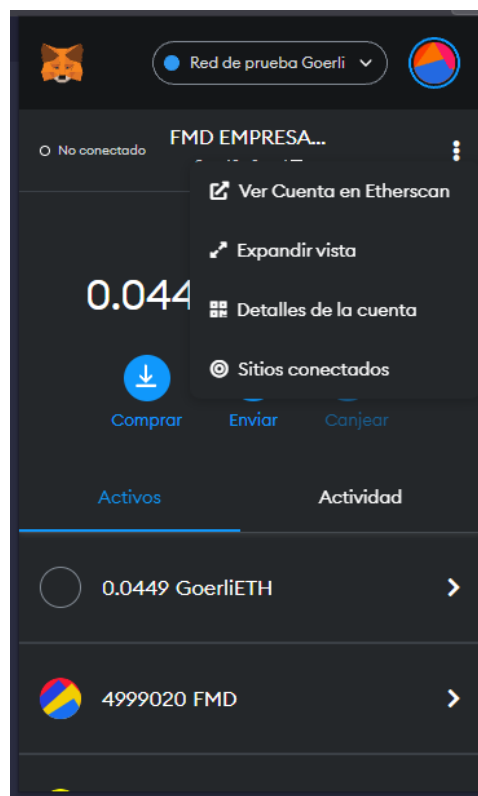 Red de prueba Goerli
No conectado
FMD EMPRESA...
Ver Cuenta en Etherscan
Expandir vista
0.044
Detalles de la cuenta
Sitios conectados
Comprar
Enviar
Canjear
Activos
Actividad
0.0449 GoerliETH
4999020 FMD